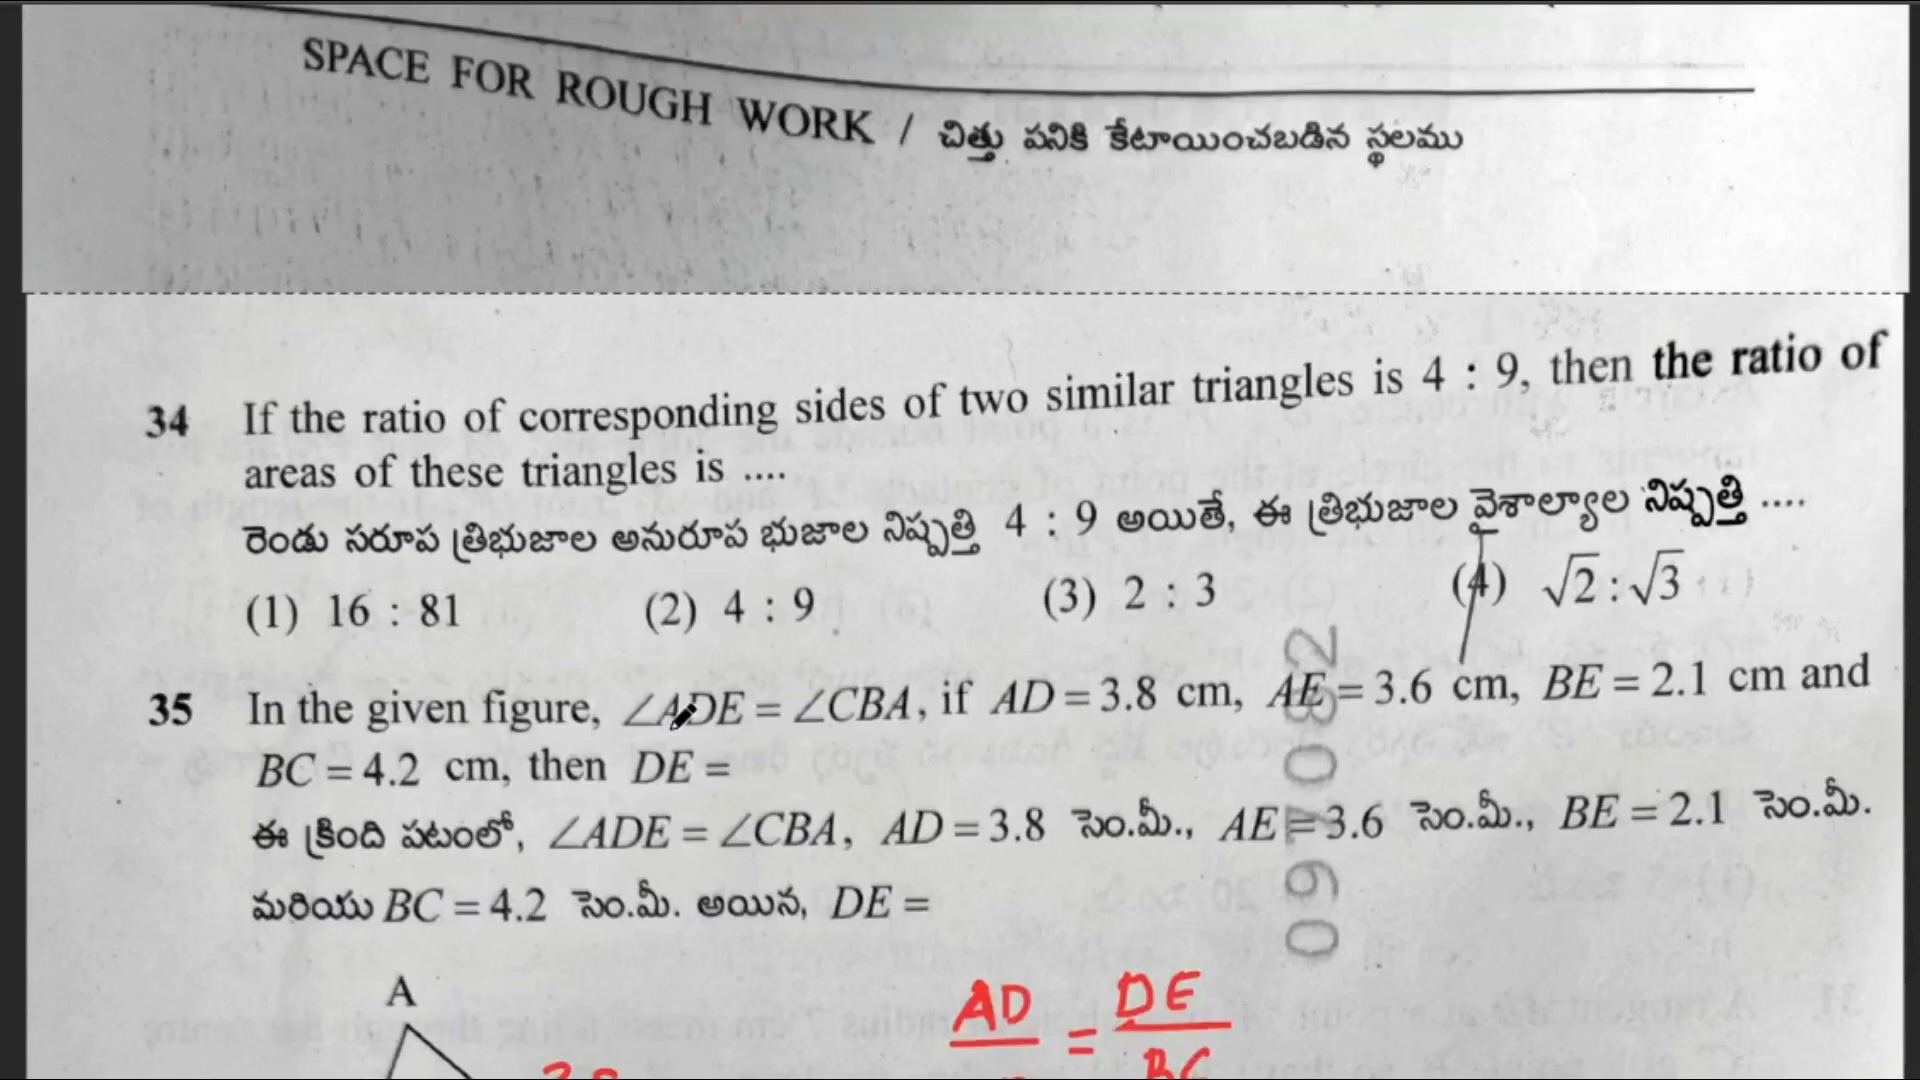 SPACE FOR ROUGH WORK / చిత్తు పనికి కేటాయించబడిన స్థలము
34 If the ratio of corresponding sides of two similar triangles is 4 : 9, then the ratio of
areas of these triangles is ....
రెండు సరూప త్రిభుజాల అనురూప భుజాల నిష్పత్తి 4 : 9 అయితే, ఈ త్రిభుజాల వైశాల్యాల నిష్పత్తి ....
(1) 16 : 81 (2) 4 : 9 (3) 2 : 3 (4) √2 : √3
35 In the given figure, ∠ADE = ∠CBA, if AD = 3.8 cm, AE = 3.6 cm, BE = 2.1 cm and
BC = 4.2 cm, then DE =
ఈ క్రింది పటంలో, ∠ADE = ∠CBA, AD = 3.8 సెం.మీ., AE = 3.6 సెం.మీ., BE = 2.1 సెం.మీ.
మరియు BC = 4.2 సెం.మీ. అయిన, DE =
A
AD = DE
BC